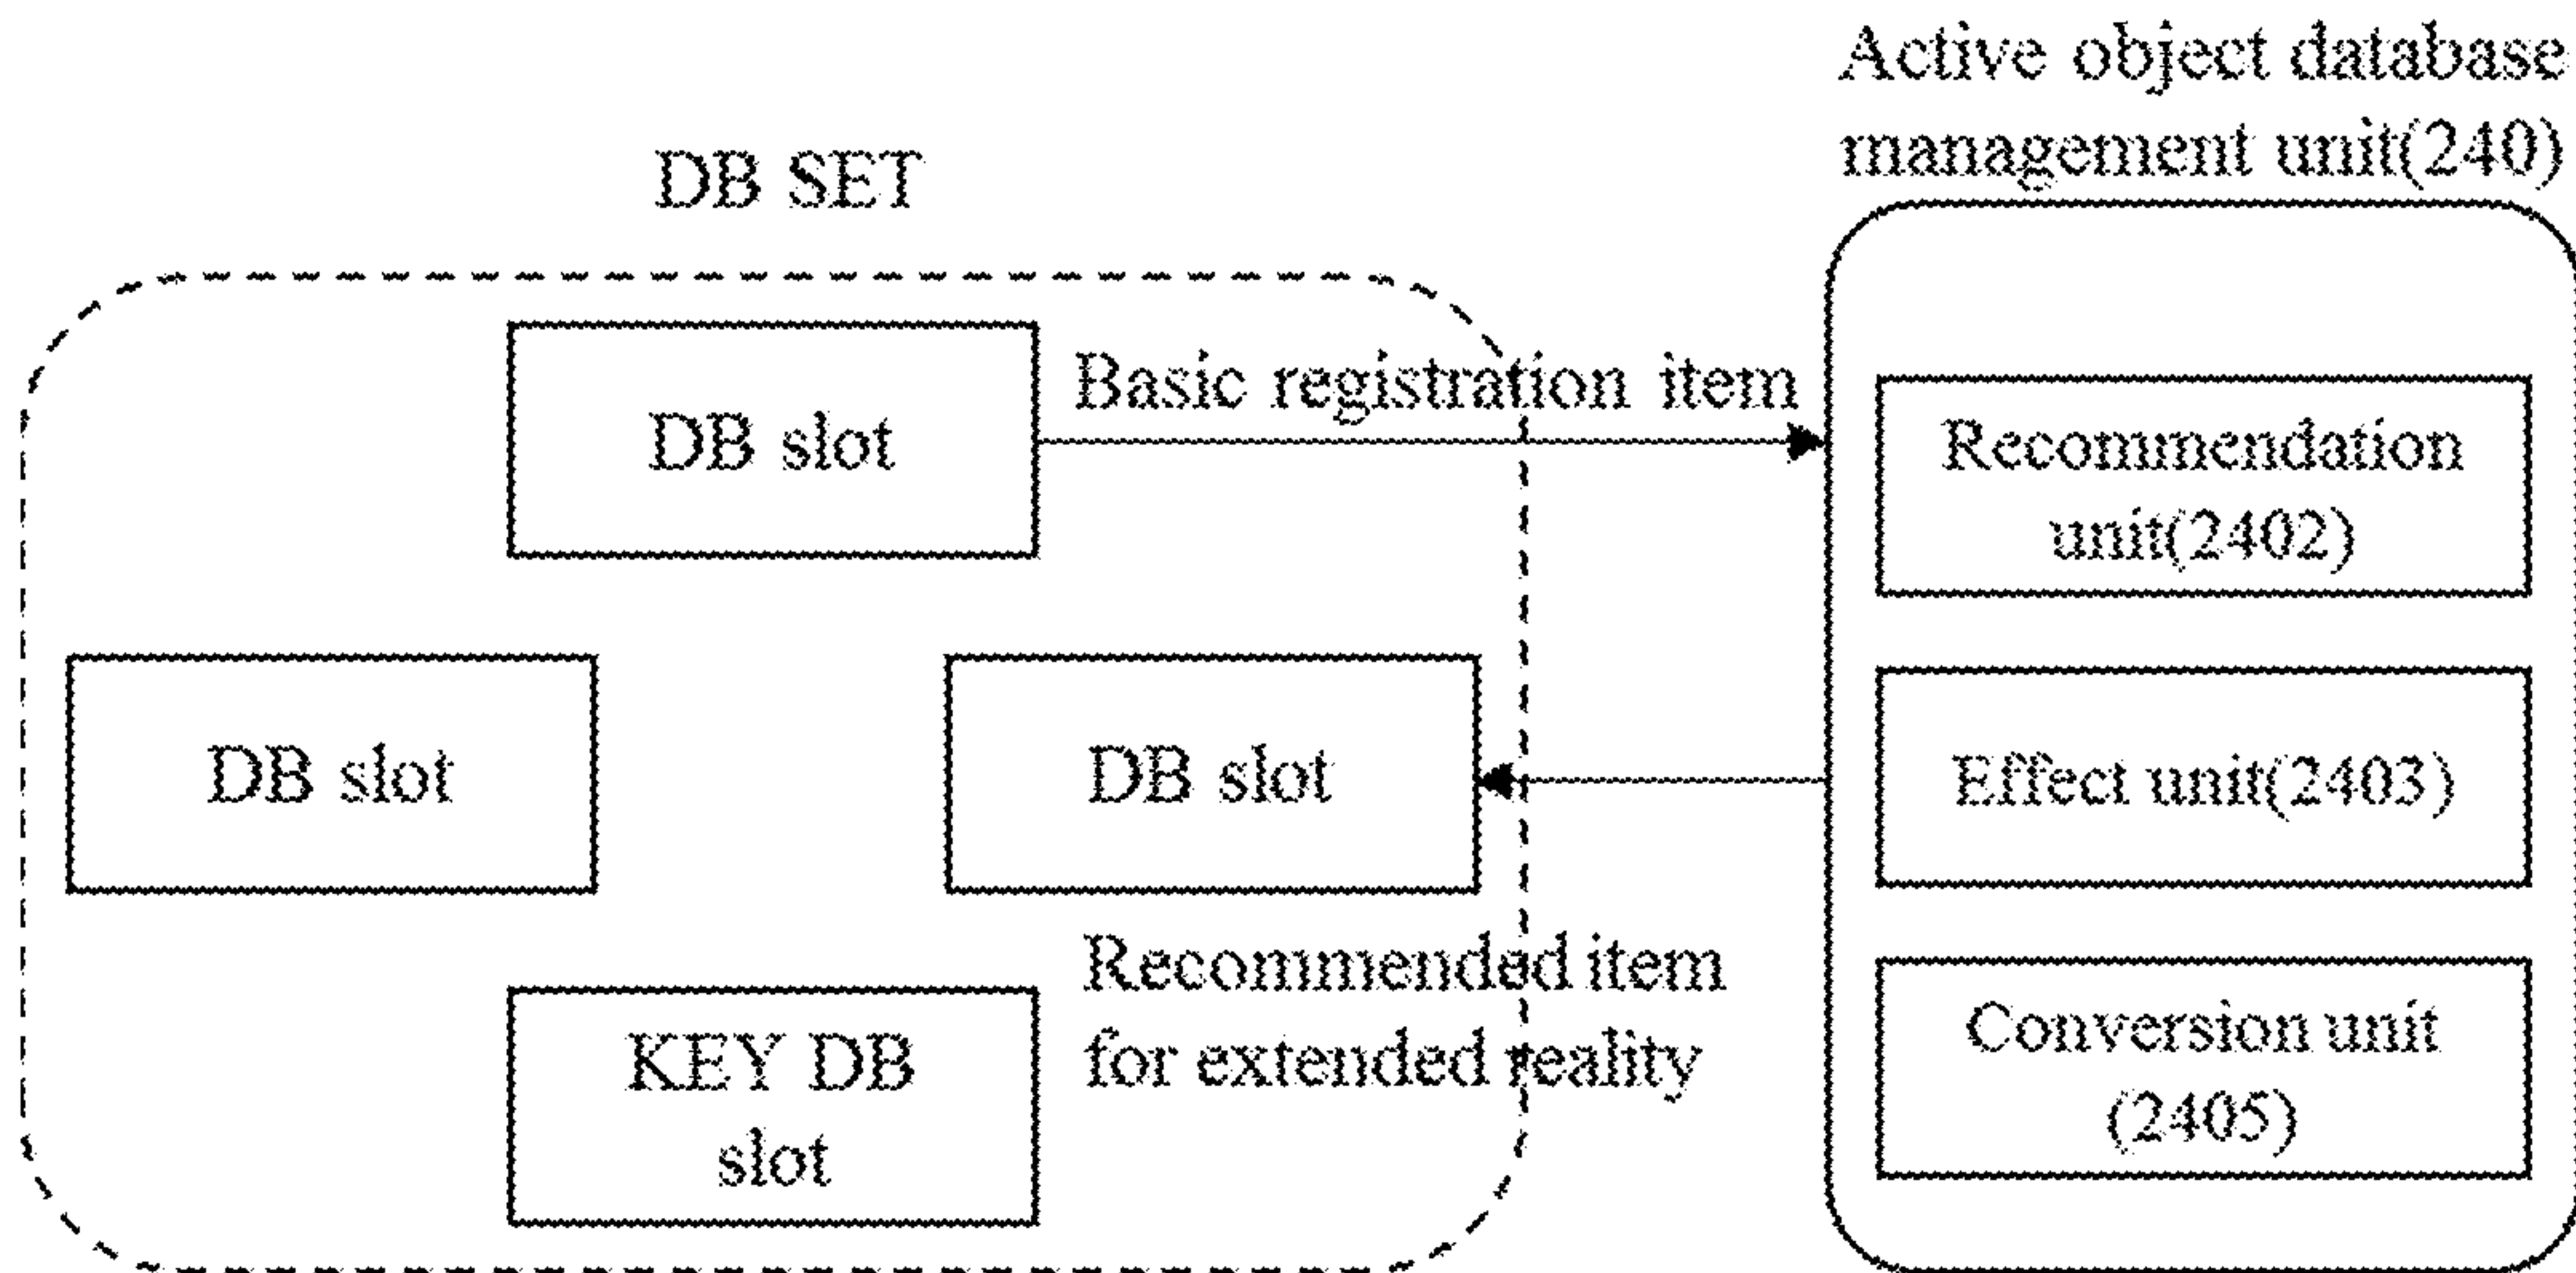 Active object database
management unit(240)
DB SET
DB slot
Basic registration item
Recommendation
unit(2402)
DB slot
DB slot
Effect unit(2403)
Recommended item
for extended reality
KEY DB
slot
Conversion unit
(2405)